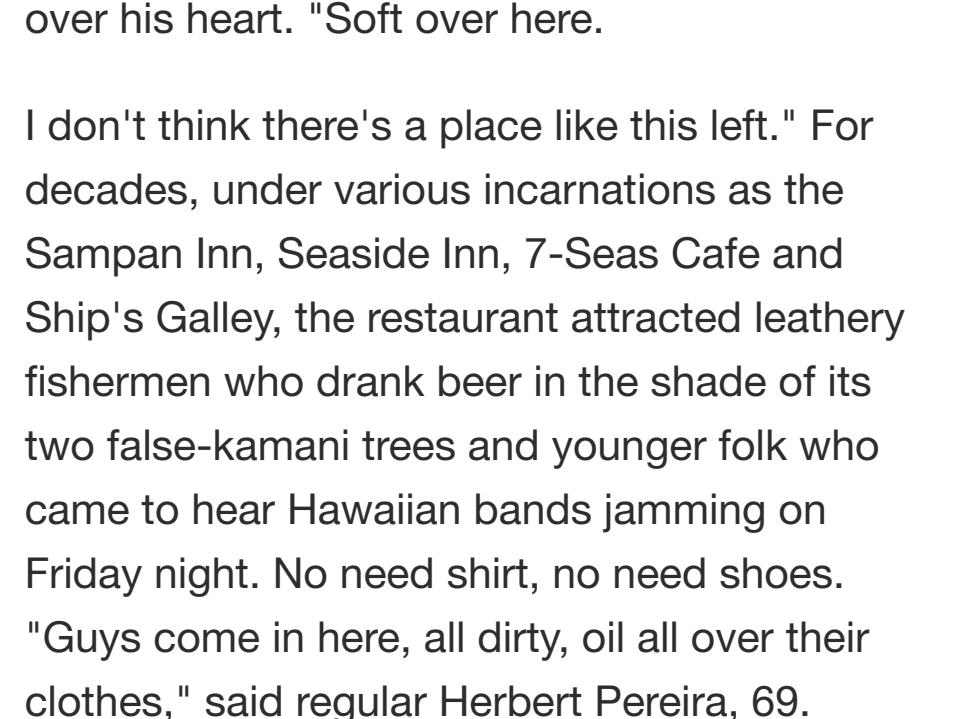 over his heart. "Soft over here.
I don't think there's a place like this left." For
decades, under various incarnations as the
Sampan Inn, Seaside Inn, 7-Seas Cafe and
Ship's Galley, the restaurant attracted leathery
fishermen who drank beer in the shade of its
two false-kamani trees and younger folk who
came to hear Hawaiian bands jamming on
Friday night. No need shirt, no need shoes.
"Guys come in here, all dirty, oil all over their
clothes," said regular Herbert Pereira, 69.